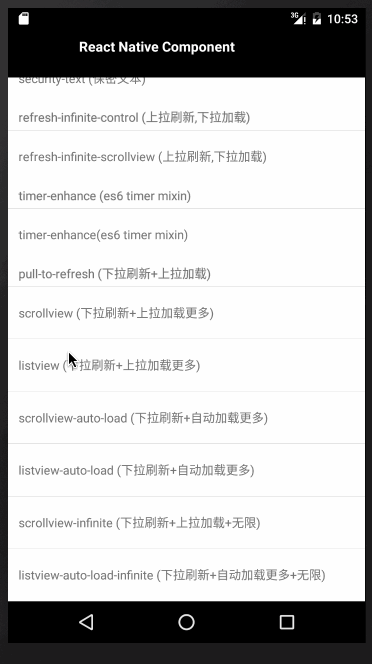 3G
10:53
React Native Component
security-text (保密文本)
refresh-infinite-control (上拉刷新,下拉加载)
refresh-infinite-scrollview (上拉刷新,下拉加载)
timer-enhance (es6 timer mixin)
timer-enhance(es6 timer mixin)
pull-to-refresh (下拉刷新+上拉加载)
scrollview (下拉刷新+上拉加载更多)
listview (下拉刷新+上拉加载更多)
scrollview-auto-load (下拉刷新+自动加载更多)
listview-auto-load (下拉刷新+自动加载更多)
scrollview-infinite (下拉刷新+上拉加载+无限)
listview-auto-load-infinite (下拉刷新+自动加载更多+无限)